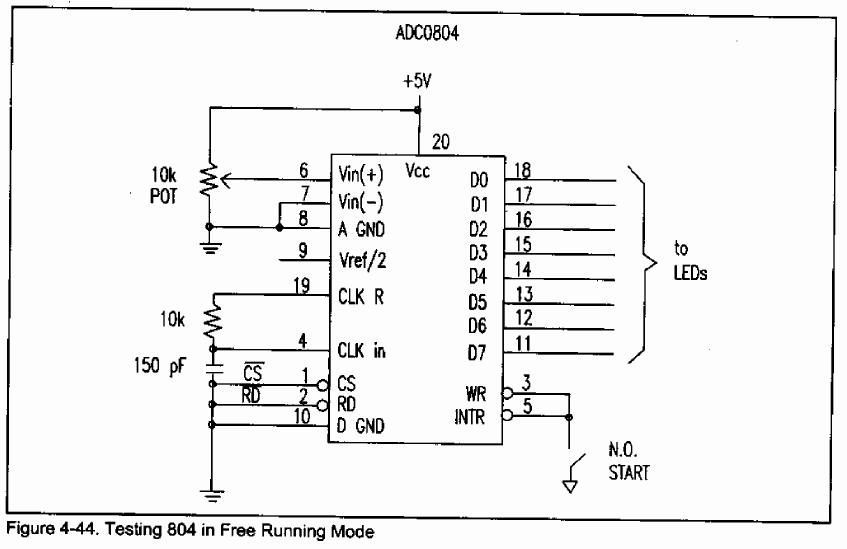 ADC0804
+5V
20
Vcc
10k
POT
6
Vin(+)
7
Vin(-)
8
A GND
9
Vref/2
19
CLK R
10k
4
CLK in
150 pF
CS
1
CS
RD
2
RD
10
D GND
D0
18
D1
17
D2
16
D3
15
D4
14
D5
13
D6
12
D7
11
to
LEDs
WR
3
INTR
5
N.O.
START
Figure 4-44. Testing 804 in Free Running Mode